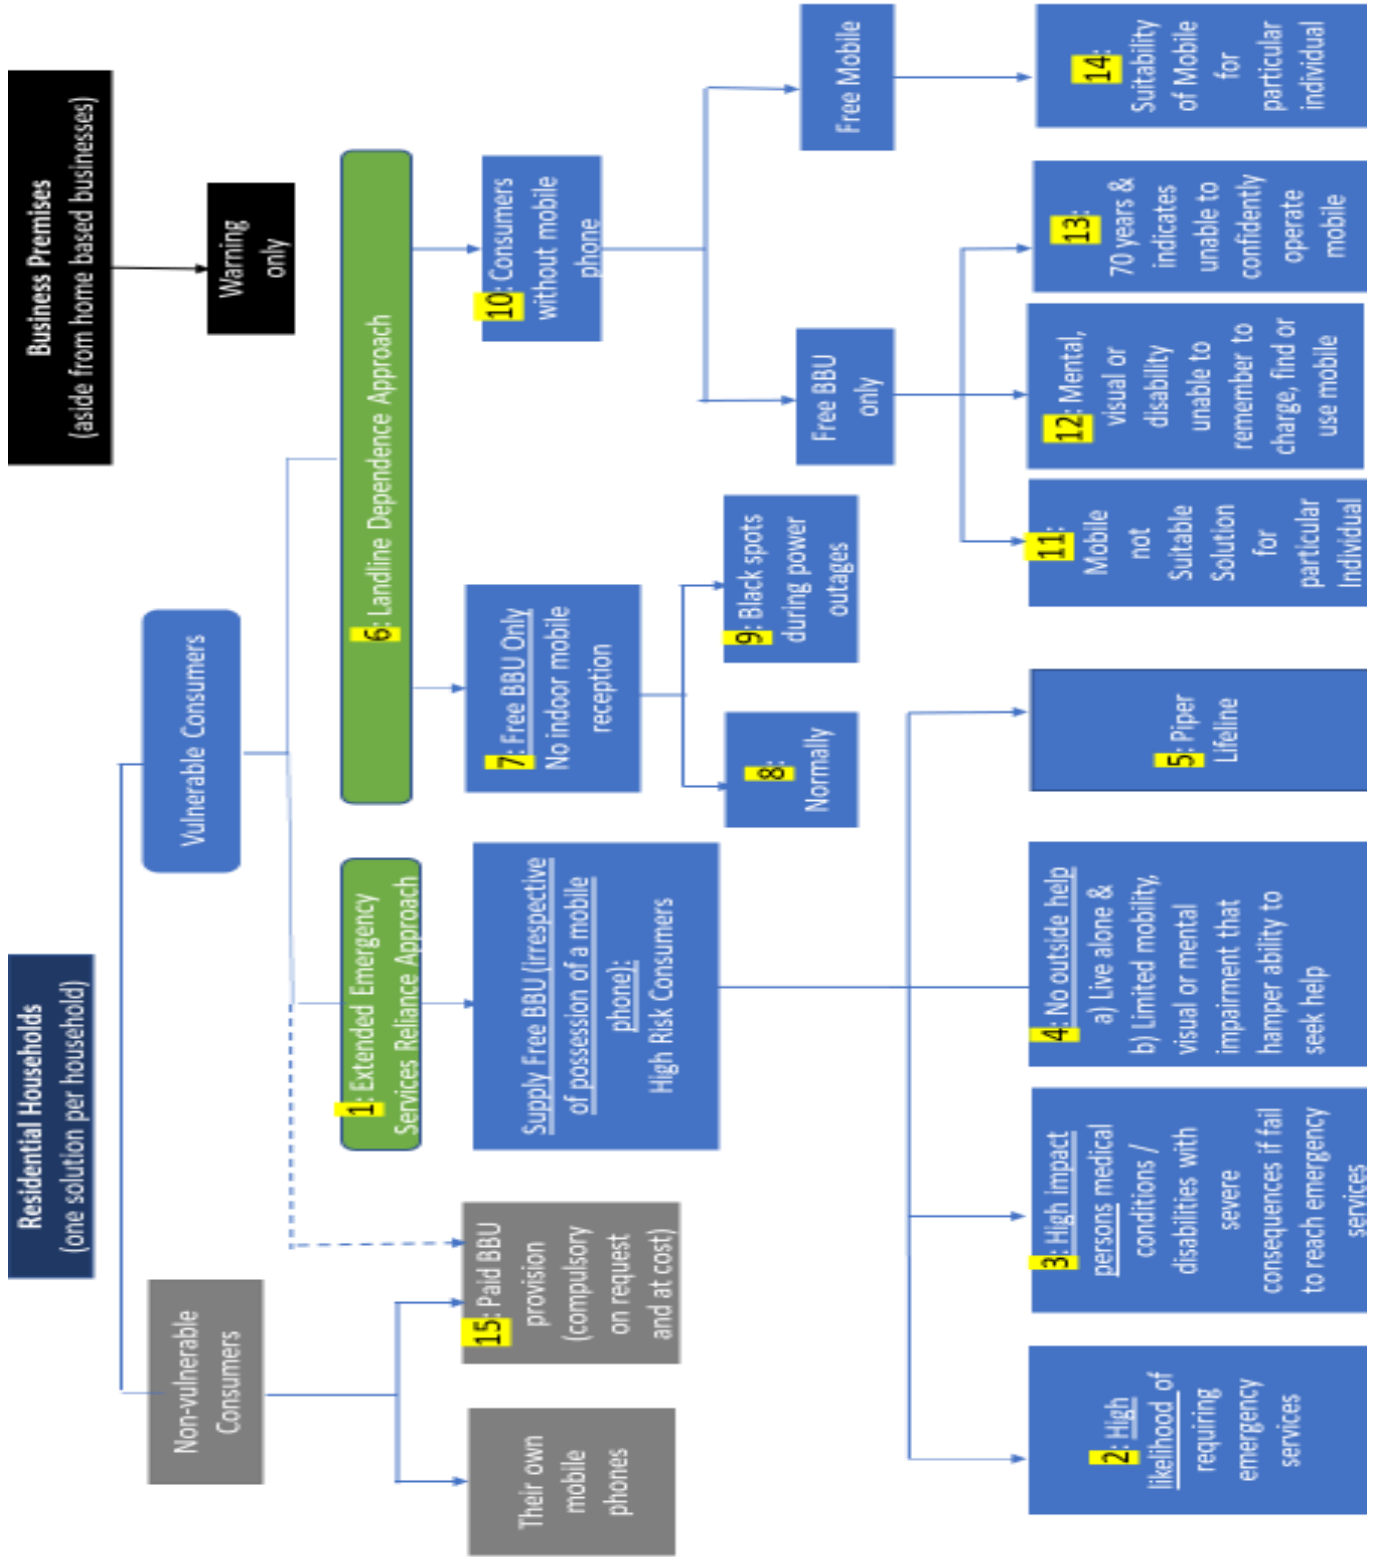 Residential Households
(one solution per household)
Business Premises
(aside from home based businesses)
Non-vulnerable
Consumers
Vulnerable Consumers
Warning
only
1: Extended Emergency
Services Reliance Approach
6: Landline Dependence Approach
Their own
mobile
phones
15: Paid BBU
provision
(compulsory
on request
and at cost)
Supply Free BBU (irrespective
of possession of a mobile
phone):
High Risk Consumers
7: Free BBU Only
No indoor mobile
reception
10: Consumers
without mobile
phone
8:
Normally
9: Black spots
during power
outages
Free BBU
only
Free Mobile
2: High
likelihood of
requiring
emergency
services
3: High impact
persons medical
conditions /
disabilities with
severe
consequences if fail
to reach emergency
services
4: No outside help
a) Live alone &
b) Limited mobility,
visual or mental
impairment that
hamper ability to
seek help
5: Piper
Lifeline
11:
Mobile
not
Suitable
Solution
for
particular
Individual
12: Mental,
visual or
disability
unable to
remember to
charge, find or
use mobile
13:
70 years &
indicates
unable to
confidently
operate
mobile
14:
Suitability
of Mobile
for
particular
individual